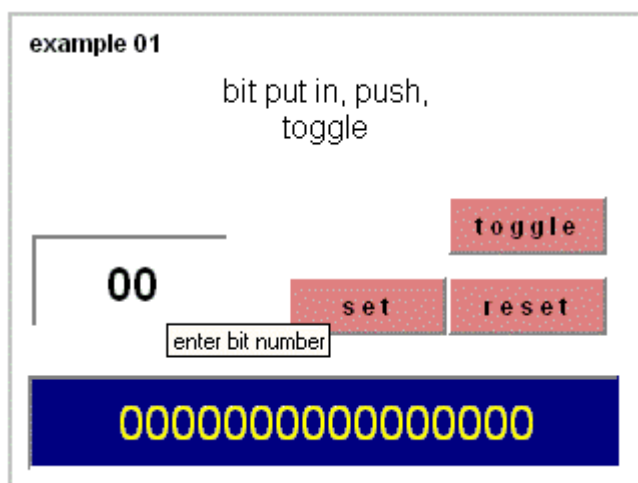 example 01
bit put in, push,
toggle
toggle
00
set
reset
enter bit number
0000000000000000